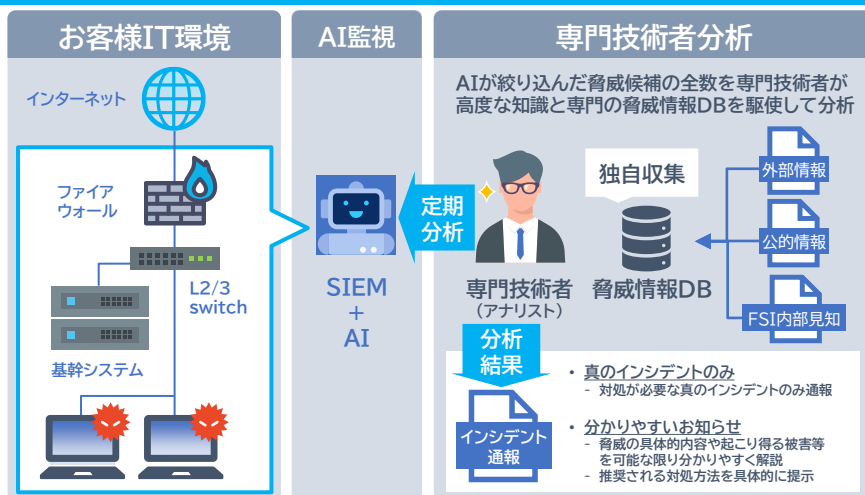 お客様IT環境
AI監視
専門技術者分析
インターネット
ファイア
ウォール
L2/3
switch
基幹システム
SIEM
+
AI
AIが絞り込んだ脅威候補の全数を専門技術者が
高度な知識と専門の脅威情報DBを駆使して分析
定期
分析
独自収集
外部情報
公的情報
FSI内部見知
専門技術者
(アナリスト)
脅威情報DB
分析
結果
インシデント
通報
・ 真のインシデントのみ
- 対処が必要な真のインシデントのみ通報
・ 分かりやすいお知らせ
- 脅威の具体的内容や起こり得る被害等
を可能な限り分かりやすく解説
- 推奨される対処方法を具体的に提示